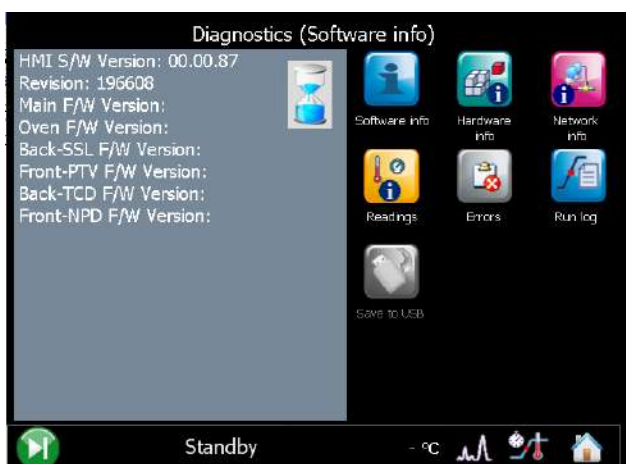 Diagnostics (Software info)
HMI S/W Version: 00.00.87
Revision: 196608
Main F/W Version:
Oven F/W Version:
Back-SSL F/W Version:
Front-PTV F/W Version:
Back-TCD F/W Version:
Front-NPD F/W Version:
Software info
Hardware
info
Network
info
Readings
Errors
Run log
Save to USB
Standby
- °C